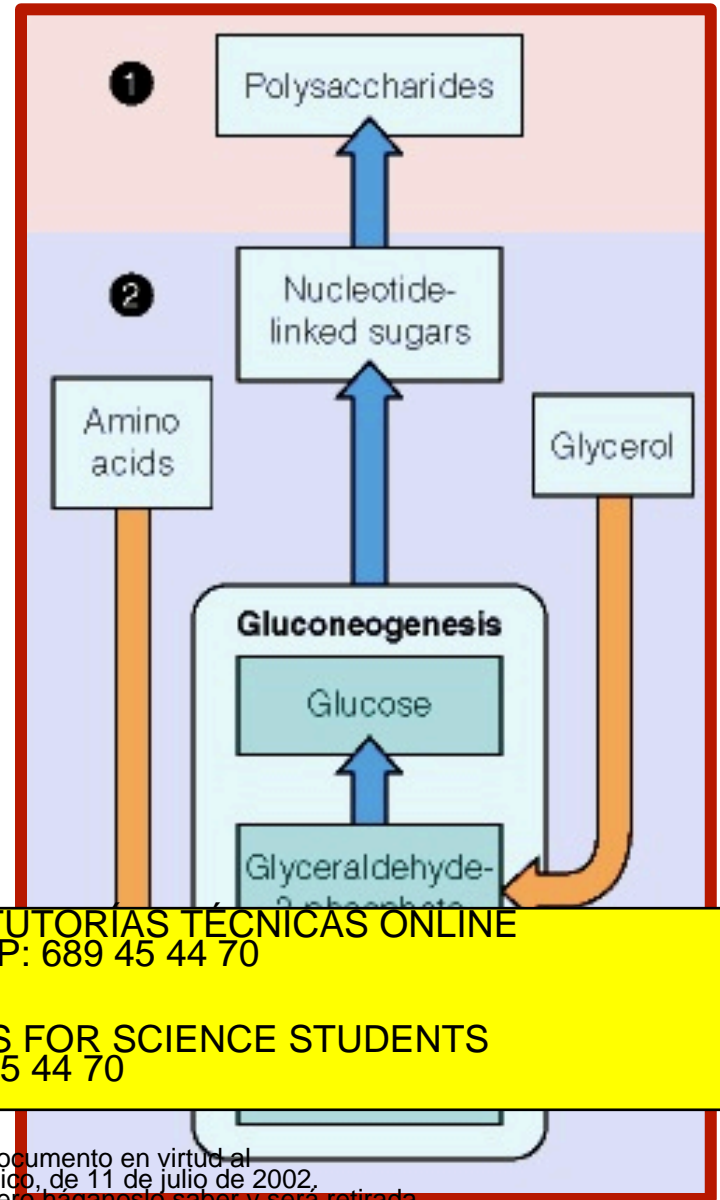 1
Polysaccharides
2
Nucleotide-
linked sugars
Amino
acids
Glycerol
Gluconeogenesis
Glucose
Glyceraldehyde-
TUTORÍAS TÉCNICAS ONLINE
P: 689 45 44 70
S FOR SCIENCE STUDENTS
5 44 70
ocumento en virtud al
ico, de 11 de julio de 2002.